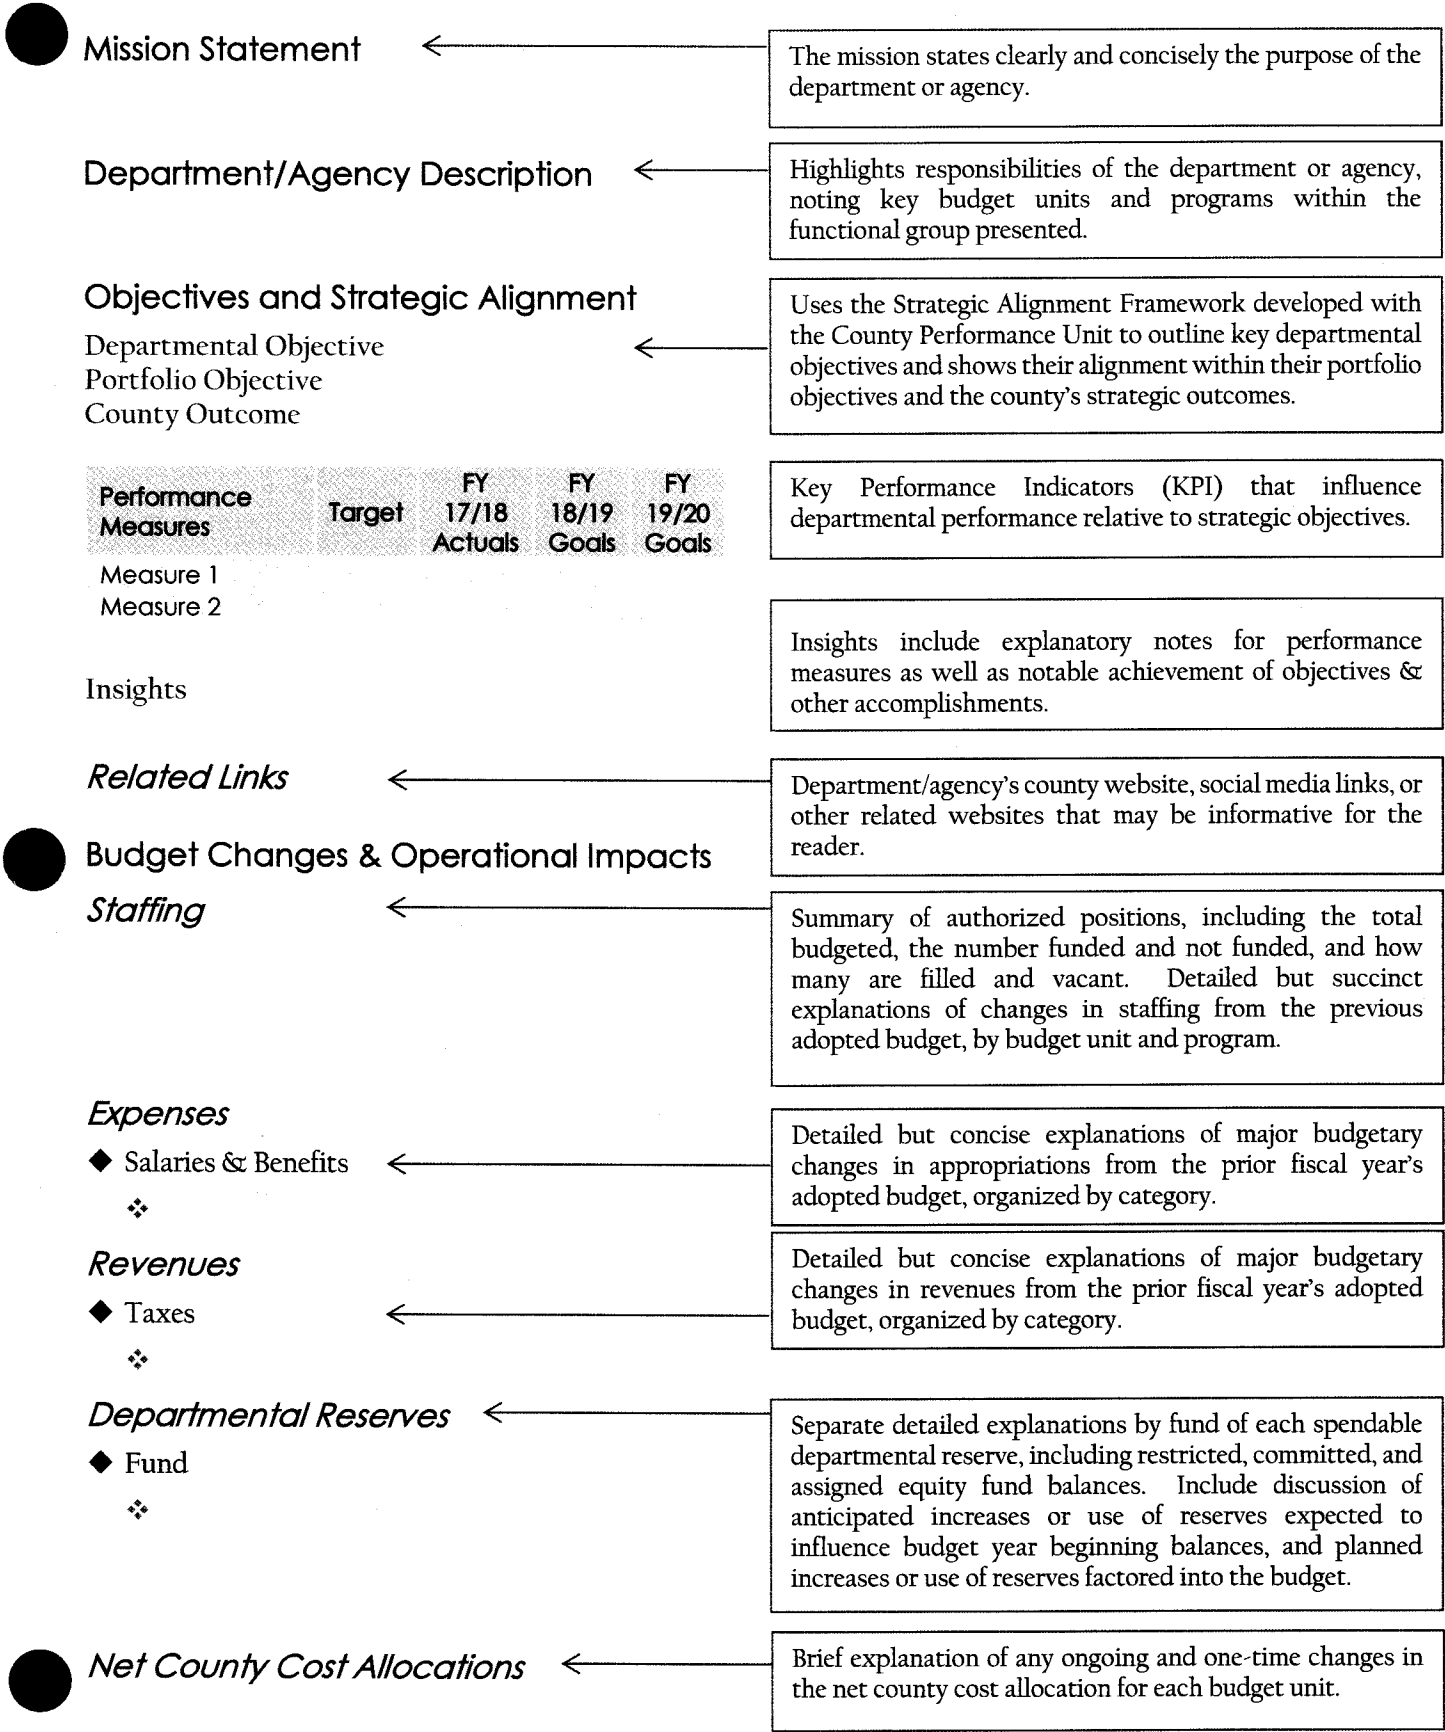 Mission Statement
The mission states clearly and concisely the purpose of the
department or agency.
Department/Agency Description
Highlights responsibilities of the department or agency,
noting key budget units and programs within the
functional group presented.
Objectives and Strategic Alignment
Departmental Objective
Portfolio Objective
County Outcome
Uses the Strategic Alignment Framework developed with
the County Performance Unit to outline key departmental
objectives and shows their alignment within their portfolio
objectives and the county's strategic outcomes.
Performance
Measures
Target
FY
17/18
Actuals
FY
18/19
Goals
FY
19/20
Goals
Measure 1
Measure 2
Key Performance Indicators (KPI) that influence
departmental performance relative to strategic objectives.
Insights
Insights include explanatory notes for performance
measures as well as notable achievement of objectives &
other accomplishments.
Related Links
Department/agency's county website, social media links, or
other related websites that may be informative for the
reader.
Budget Changes & Operational Impacts
Staffing
Summary of authorized positions, including the total
budgeted, the number funded and not funded, and how
many are filled and vacant. Detailed but succinct
explanations of changes in staffing from the previous
adopted budget, by budget unit and program.
Expenses
◆ Salaries & Benefits
❖
Detailed but concise explanations of major budgetary
changes in appropriations from the prior fiscal year's
adopted budget, organized by category.
Revenues
◆ Taxes
❖
Detailed but concise explanations of major budgetary
changes in revenues from the prior fiscal year's adopted
budget, organized by category.
Departmental Reserves
◆ Fund
❖
Separate detailed explanations by fund of each spendable
departmental reserve, including restricted, committed, and
assigned equity fund balances. Include discussion of
anticipated increases or use of reserves expected to
influence budget year beginning balances, and planned
increases or use of reserves factored into the budget.
Net County Cost Allocations
Brief explanation of any ongoing and one-time changes in
the net county cost allocation for each budget unit.